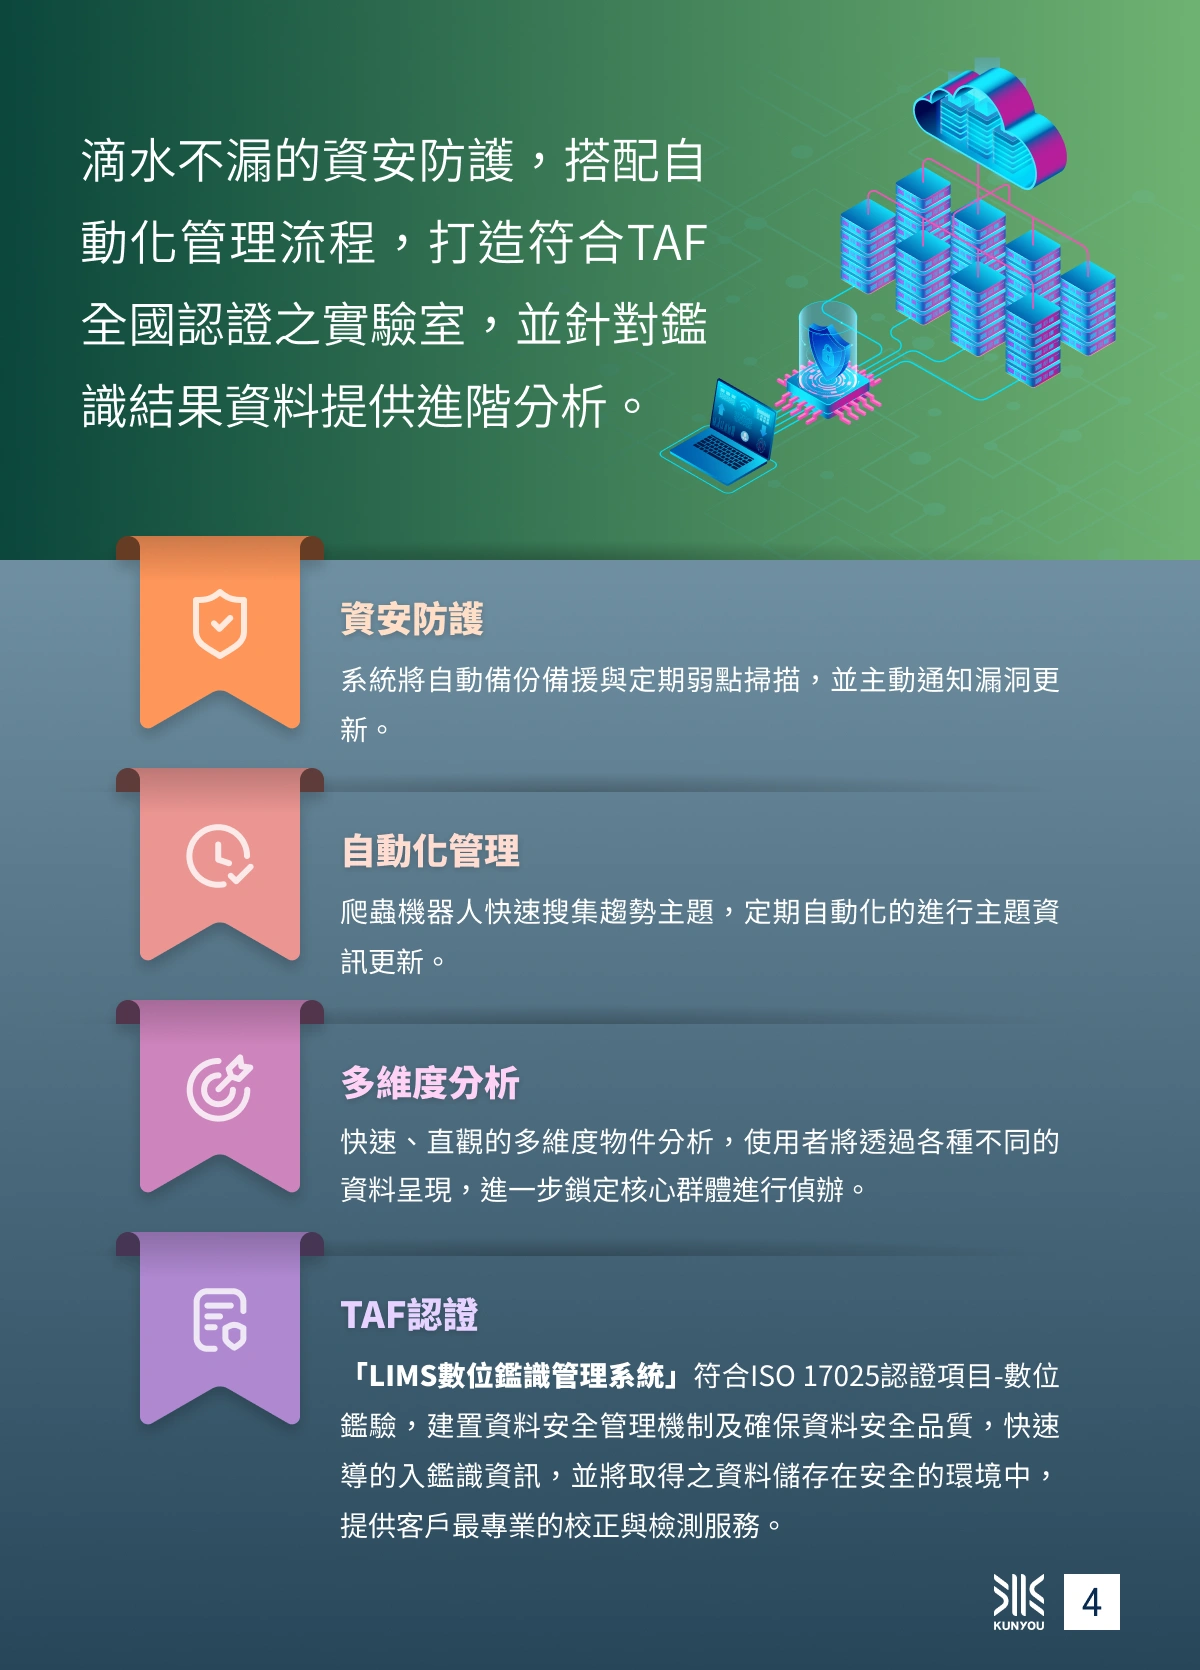 滴水不漏的資安防護，搭配自
動化管理流程，打造符合TAF
全國認證之實驗室，並針對鑑
識結果資料提供進階分析。
資安防護
系統將自動備份備援與定期弱點掃描，並主動通知漏洞更
新。
自動化管理
爬蟲機器人快速搜集趨勢主題，定期自動化的進行主題資
訊更新。
多維度分析
快速、直觀的多維度物件分析，使用者將透過各種不同的
資料呈現，進一步鎖定核心群體進行偵辦。
TAF認證
「LIMS數位鑑識管理系統」符合ISO 17025認證項目-數位
鑑驗，建置資料安全管理機制及確保資料安全品質，快速
導的入鑑識資訊，並將取得之資料儲存在安全的環境中，
提供客戶最專業的校正與檢測服務。
KUNYOU
4